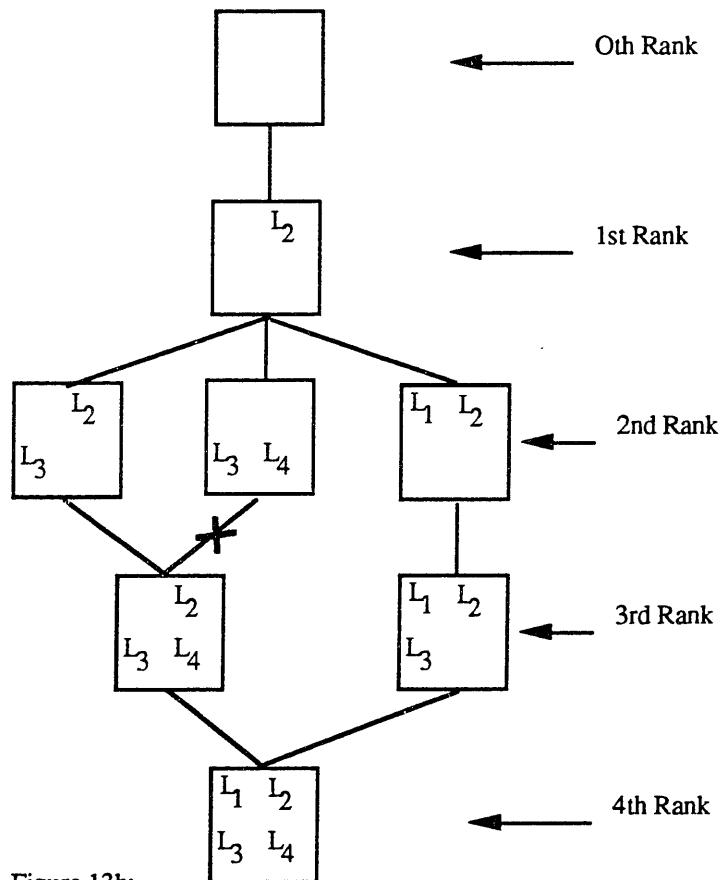 Oth Rank
L2
1st Rank
L2
L3
L3 L4
L1 L2
2nd Rank
L2
L3 L4
L1 L2
L3
3rd Rank
L1 L2
L3 L4
4th Rank
Figure 13b: